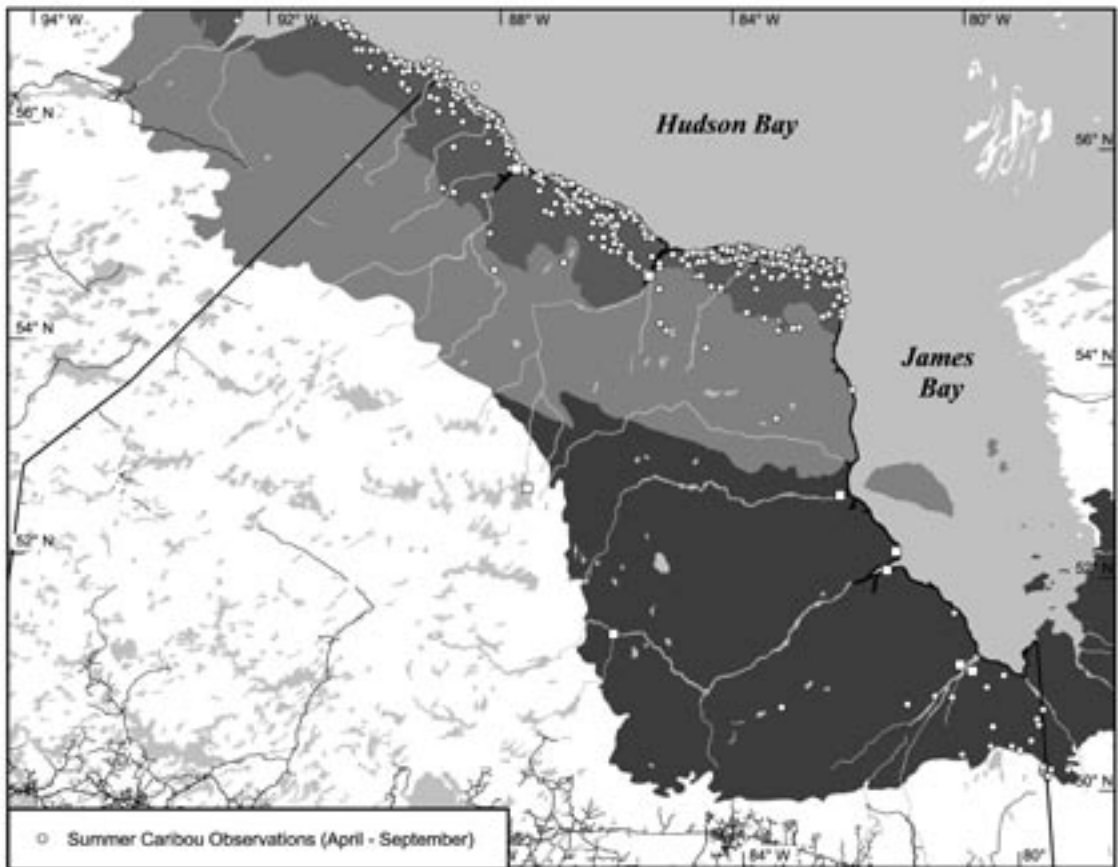 94° W
92° W
88° W
84° W
80° W
56° N
Hudson Bay
56° N
54° N
James
Bay
54° N
52° N
52° N
50° N
Summer Caribou Observations (April - September)
84° W
80°